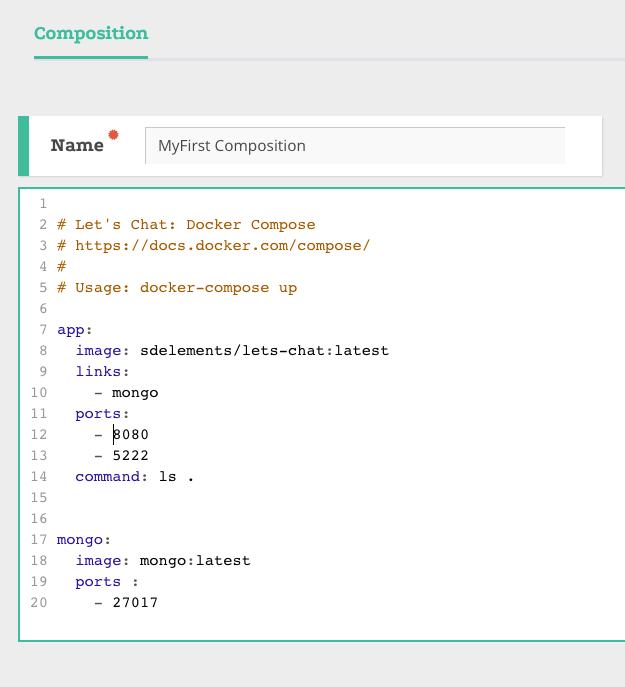 Composition
Name
MyFirst Composition
1
2 # Let's Chat: Docker Compose
3 # https://docs.docker.com/compose/
4 #
5 # Usage: docker-compose up
6
7 app:
8   image: sdelements/lets-chat:latest
9   links:
10     - mongo
11   ports:
12     - 8080
13     - 5222
14   command: ls .
15
16
17 mongo:
18   image: mongo:latest
19   ports :
20     - 27017